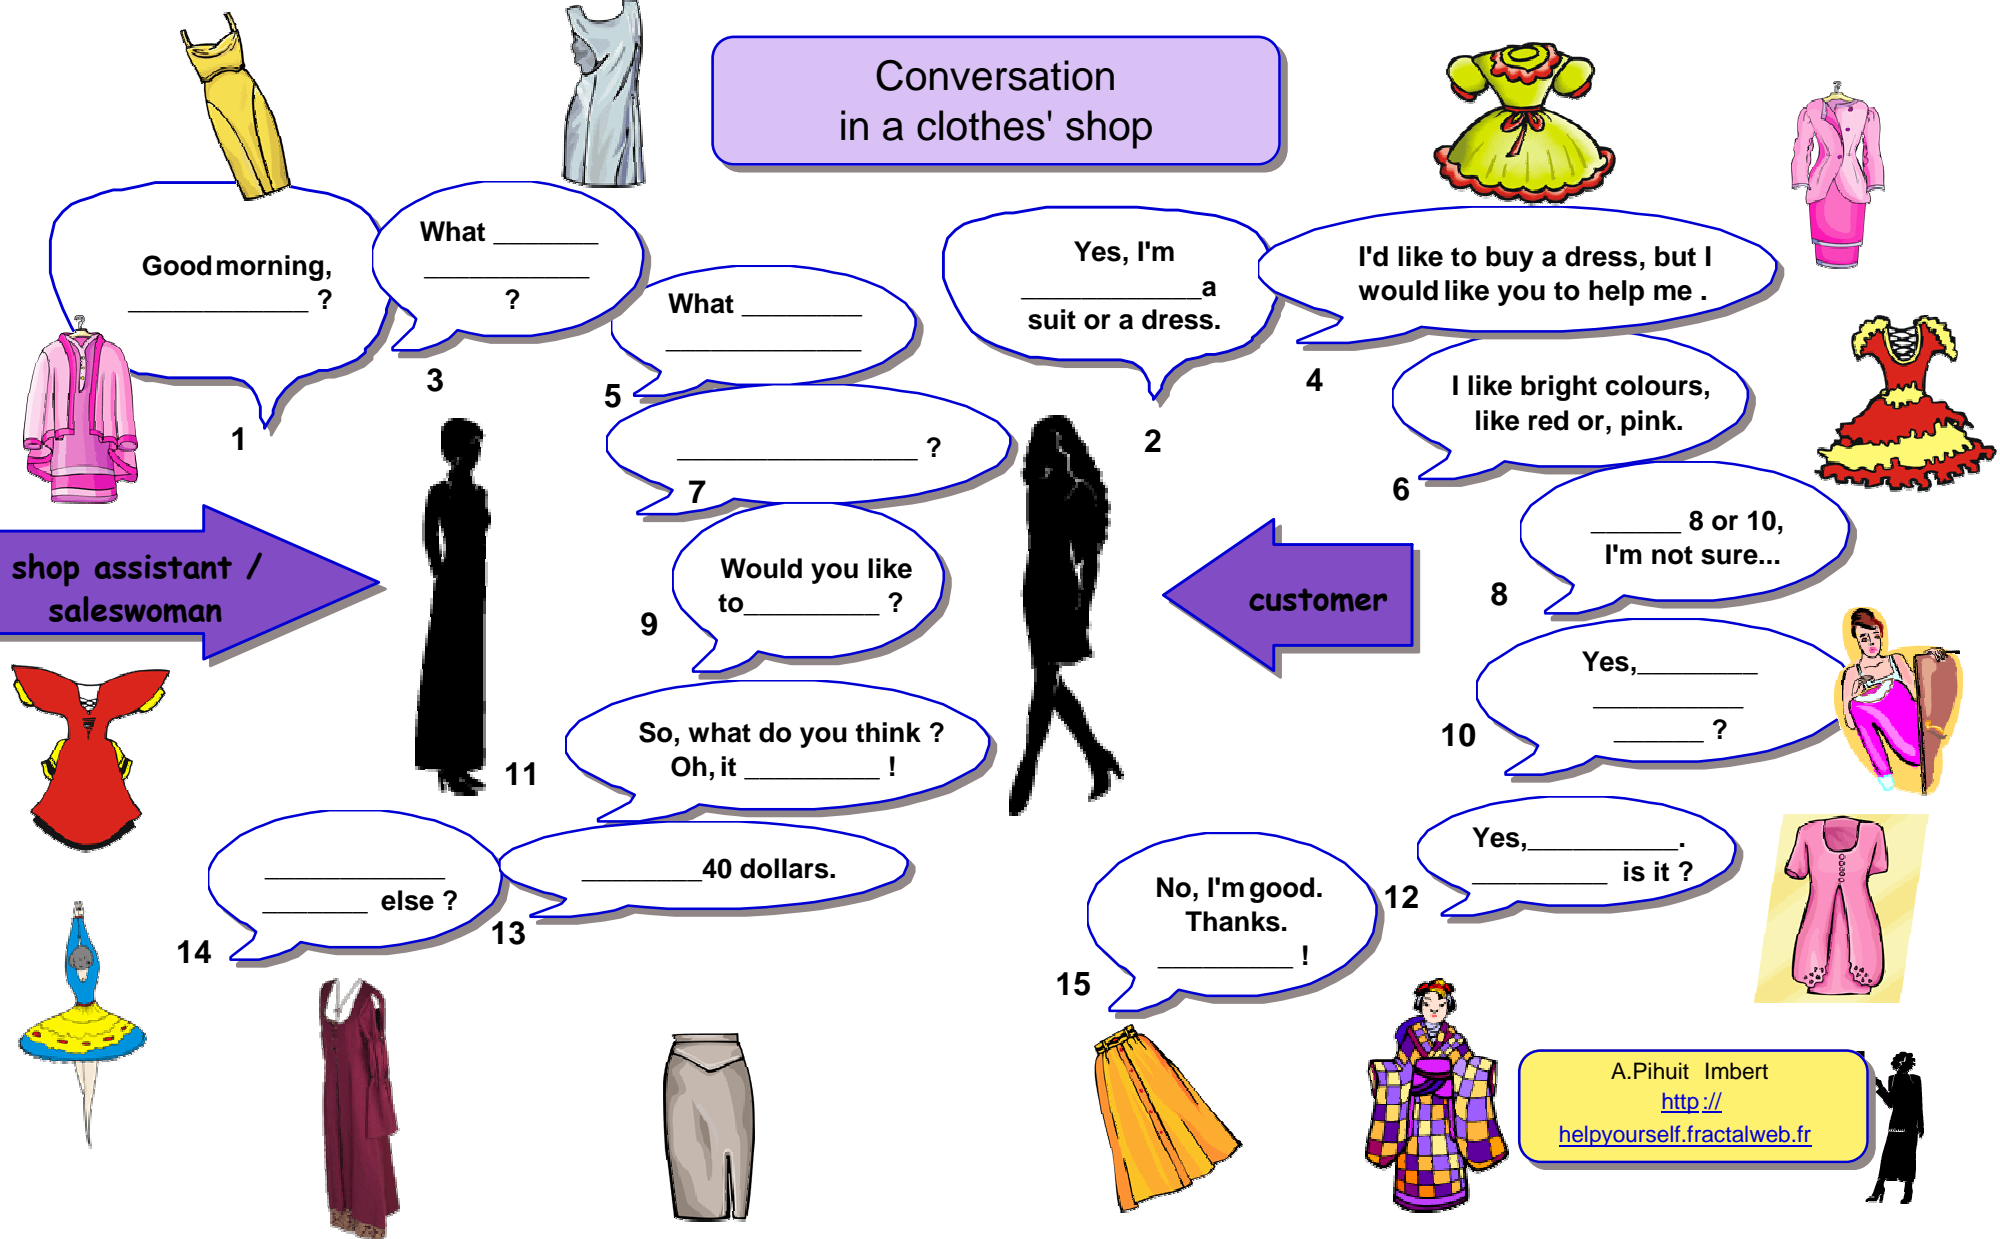 Conversation
in a clothes' shop
Good morning,
____________ ?
1
What _______
___________
?
3
What ________
_____________
5
________________ ?
7
Would you like
to_________ ?
9
So, what do you think ?
Oh, it _________ !
11
________40 dollars.
13
____________
_______ else ?
14
Yes, I'm
____________a
suit or a dress.
2
I'd like to buy a dress, but I
would like you to help me .
4
I like bright colours,
like red or, pink.
6
______ 8 or 10,
I'm not sure...
8
Yes,________
__________
______ ?
10
Yes,__________.
_________ is it ?
12
No, I'm good.
Thanks.
_________ !
15
shop assistant /
saleswoman
customer
A.Pihuit Imbert
http://
helpyourself.fractalweb.fr